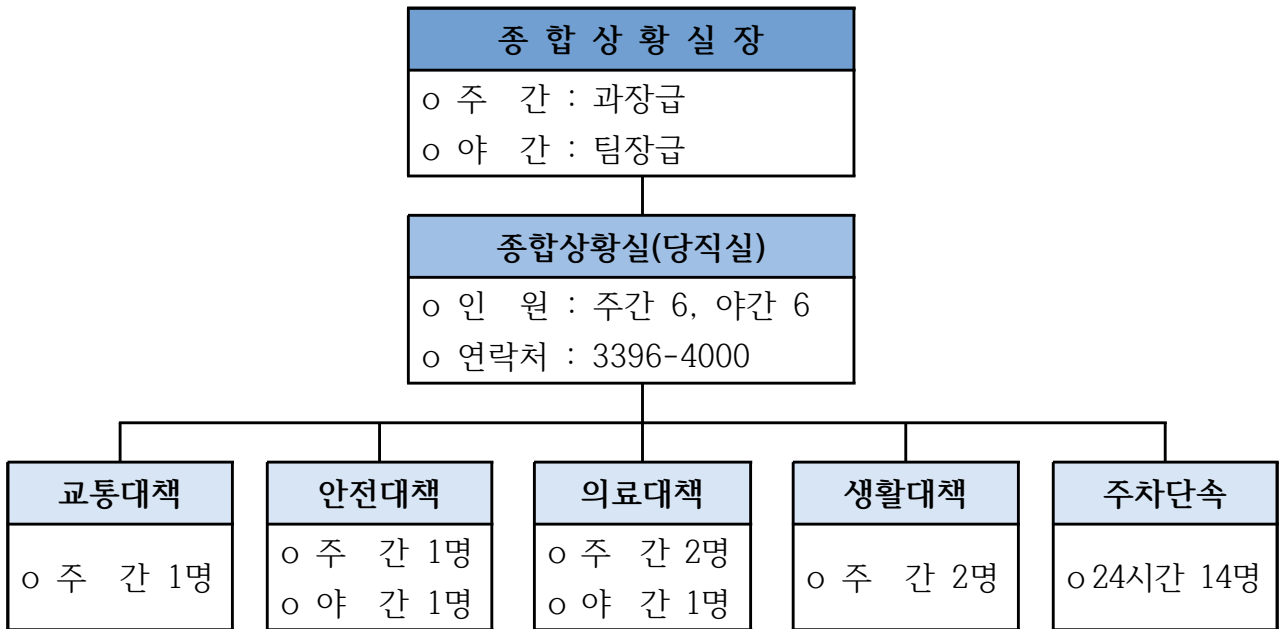 종 합 상 황 실 장
o 주 간 : 과장급
o 야 간 : 팀장급
종합상황실(당직실)
o 인 원 : 주간 6, 야간 6
o 연락처 : 3396-4000
교통대책
o 주 간 1명
안전대책
o 주 간 1명
o 야 간 1명
의료대책
o 주 간 2명
o 야 간 1명
생활대책
o 주 간 2명
주차단속
o 24시간 14명